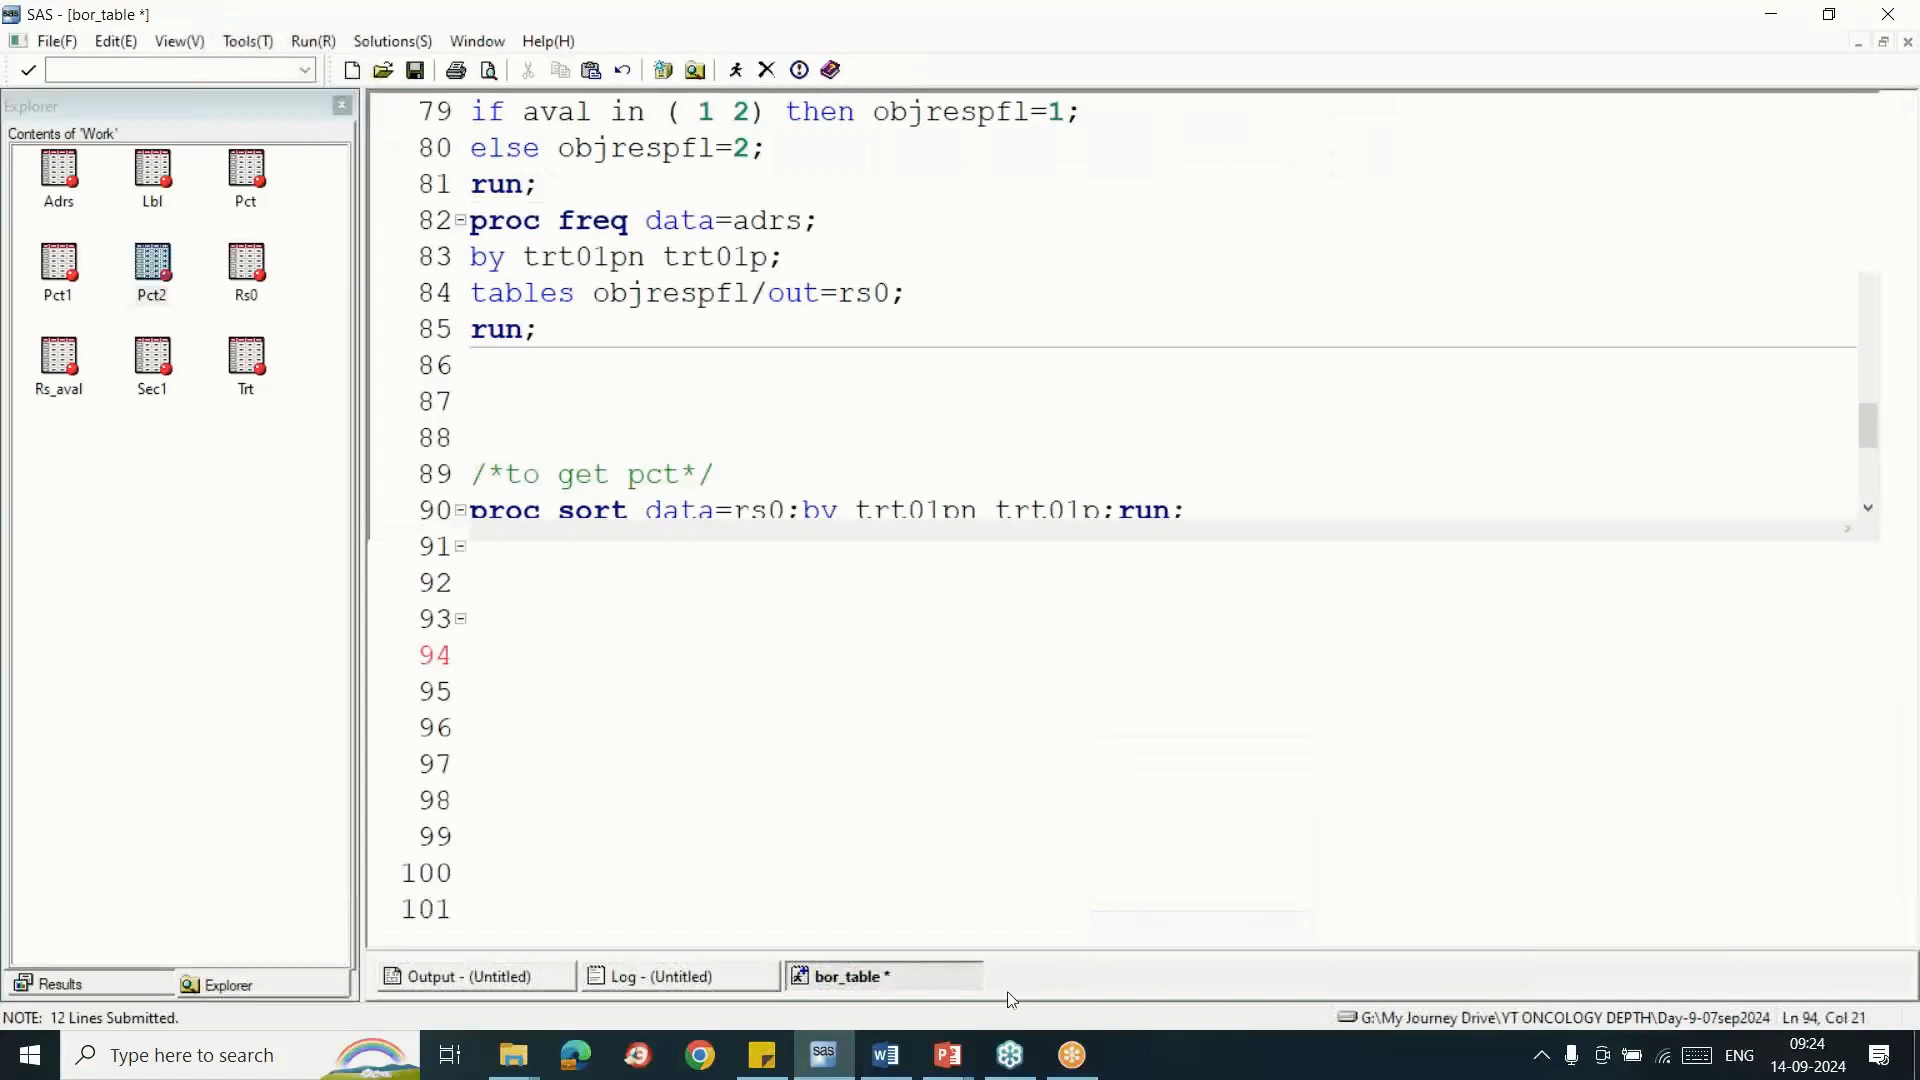 SAS - [bor_table *]
File(F) Edit(E) View(V) Tools(T) Run(R) Solutions(S) Window Help(H)
Explorer
Contents of 'Work'
Adrs Lbl Pct
Pct1 Pct2 Rs0
Rs_aval Sec1 Trt
79 if aval in ( 1 2) then objrespfl=1;
80 else objrespfl=2;
81 run;
82 proc freq data=adrs;
83 by trt01pn trt01p;
84 tables objrespfl/out=rs0;
85 run;
86
87
88
89 /*to get pct*/
90 proc sort data=rs0;by trt01pn trt01p;run;
91
92
93
94
95
96
97
98
99
100
101
Results Explorer
Output - (Untitled) Log - (Untitled) bor_table *
NOTE: 12 Lines Submitted.
G:\My Journey Drive\YT ONCOLOGY DEPTH\Day-9-07sep2024 Ln 94, Col 21
Type here to search
ENG
09:24
14-09-2024